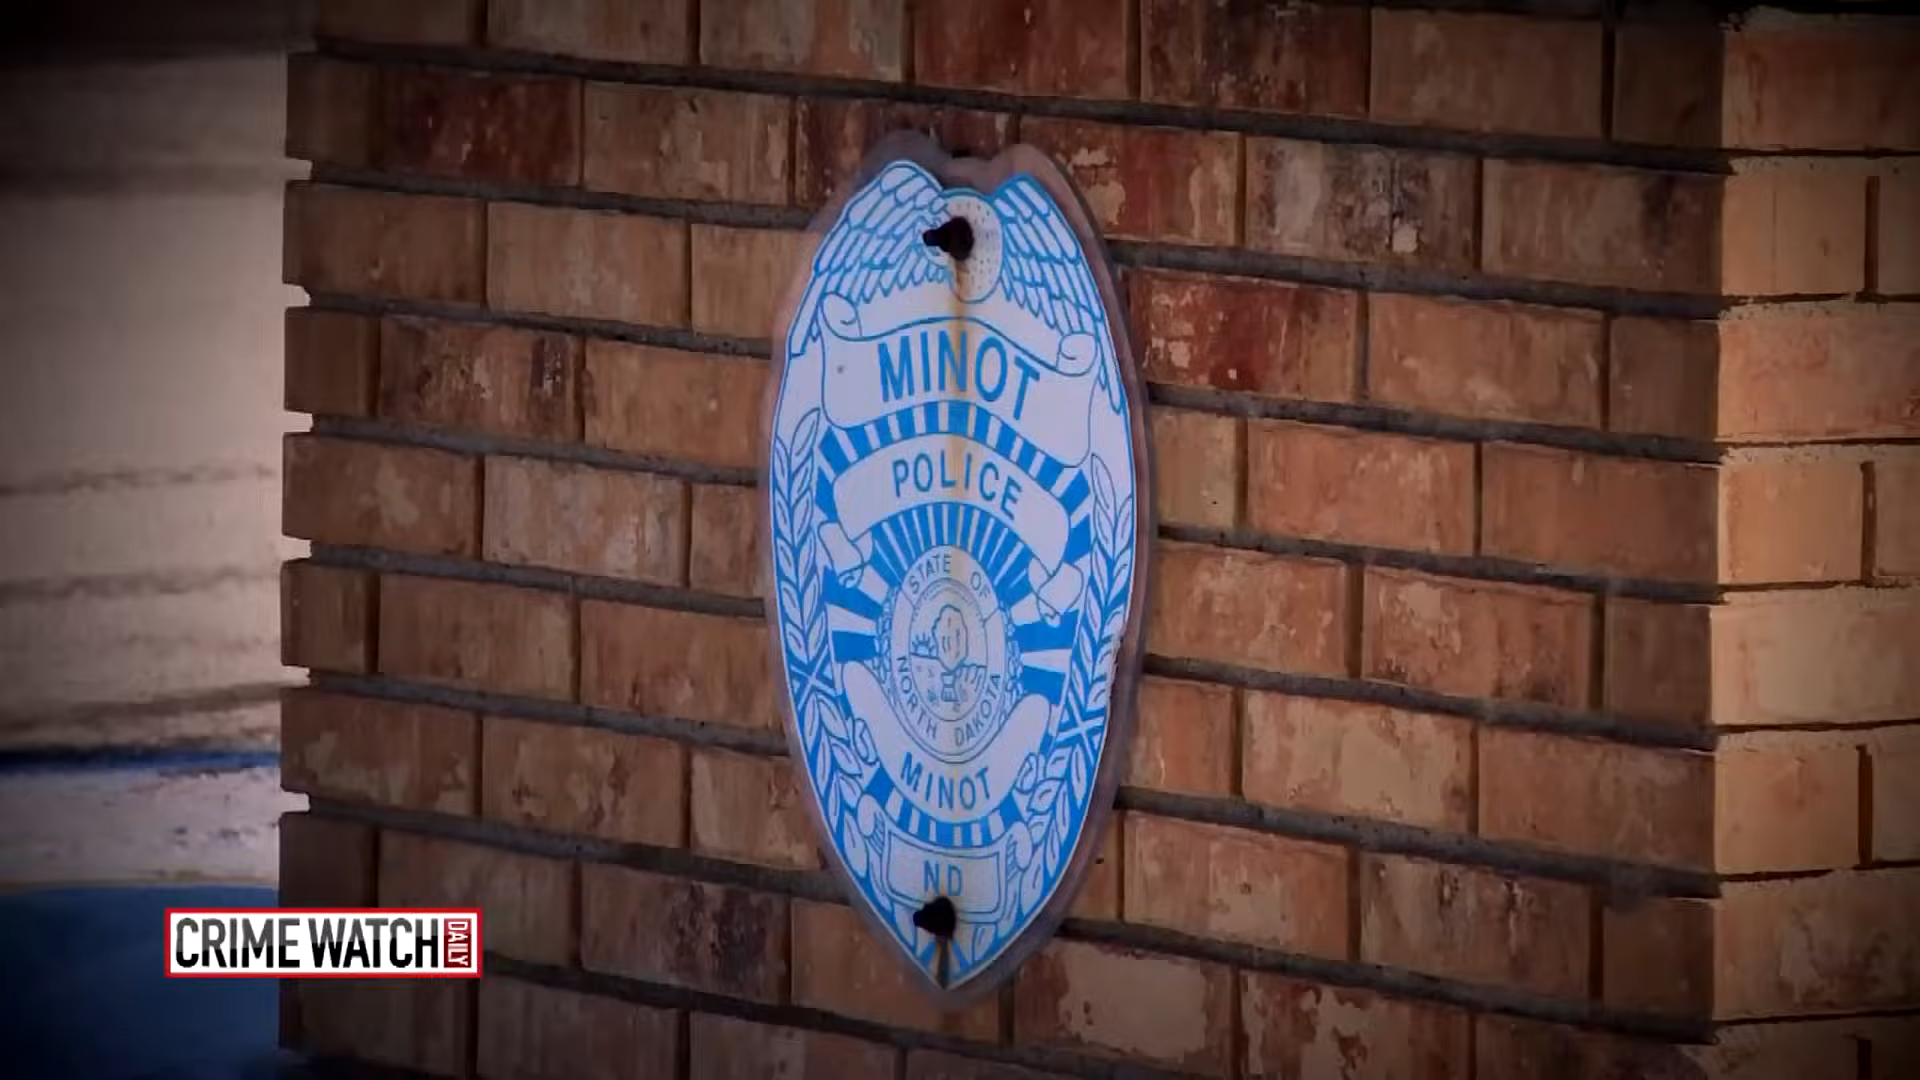 MINOT
POLICE
STATE OF
NORTH DAKOTA
MINOT
ND
CRIME WATCH DAILY